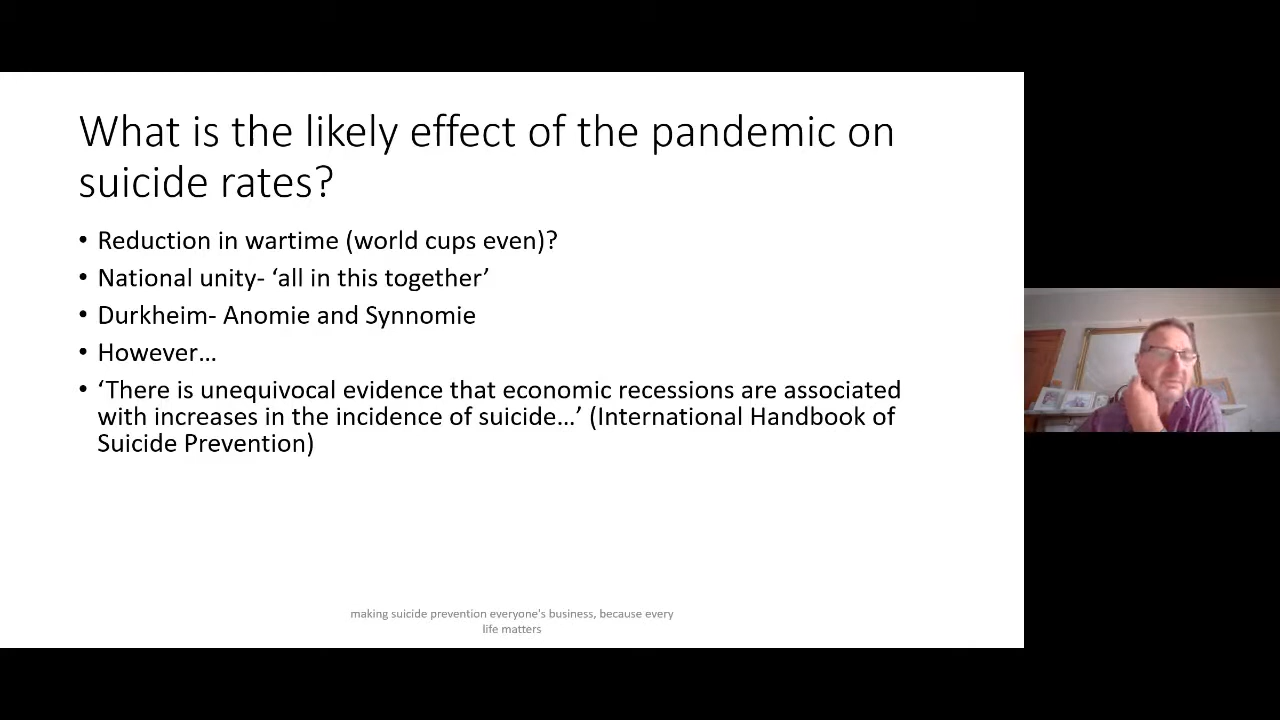 What is the likely effect of the pandemic on
suicide rates?
• Reduction in wartime (world cups even)?
• National unity- ‘all in this together’
• Durkheim- Anomie and Synnomie
• However…
• ‘There is unequivocal evidence that economic recessions are associated
with increases in the incidence of suicide…’ (International Handbook of
Suicide Prevention)
making suicide prevention everyone's business, because every
life matters